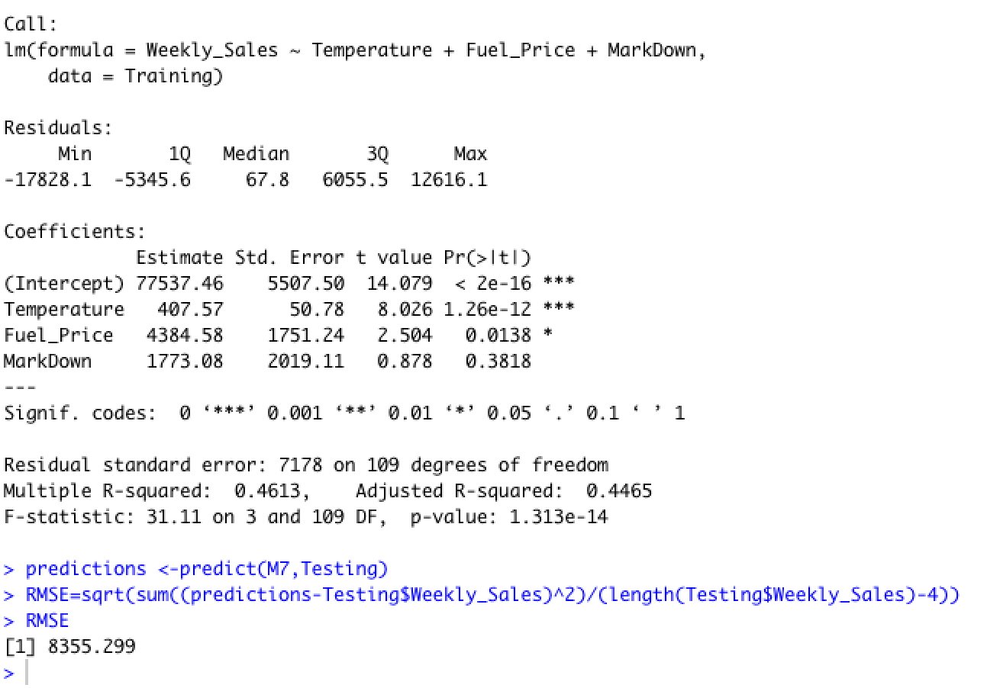 Call:
lm(formula = Weekly_Sales ~ Temperature + Fuel_Price + MarkDown,
    data = Training)

Residuals:
     Min       1Q   Median       3Q      Max
-17828.1  -5345.6     67.8   6055.5  12616.1

Coefficients:
            Estimate Std. Error t value Pr(>|t|)
(Intercept) 77537.46    5507.50  14.079  < 2e-16 ***
Temperature   407.57      50.78   8.026 1.26e-12 ***
Fuel_Price   4384.58    1751.24   2.504   0.0138 *
MarkDown     1773.08    2019.11   0.878   0.3818
---
Signif. codes:  0 ‘***’ 0.001 ‘**’ 0.01 ‘*’ 0.05 ‘.’ 0.1 ‘ ’ 1

Residual standard error: 7178 on 109 degrees of freedom
Multiple R-squared:  0.4613,    Adjusted R-squared:  0.4465
F-statistic: 31.11 on 3 and 109 DF,  p-value: 1.313e-14

> predictions <-predict(M7,Testing)
> RMSE=sqrt(sum((predictions-Testing$Weekly_Sales)^2)/(length(Testing$Weekly_Sales)-4))
> RMSE
[1] 8355.299
>